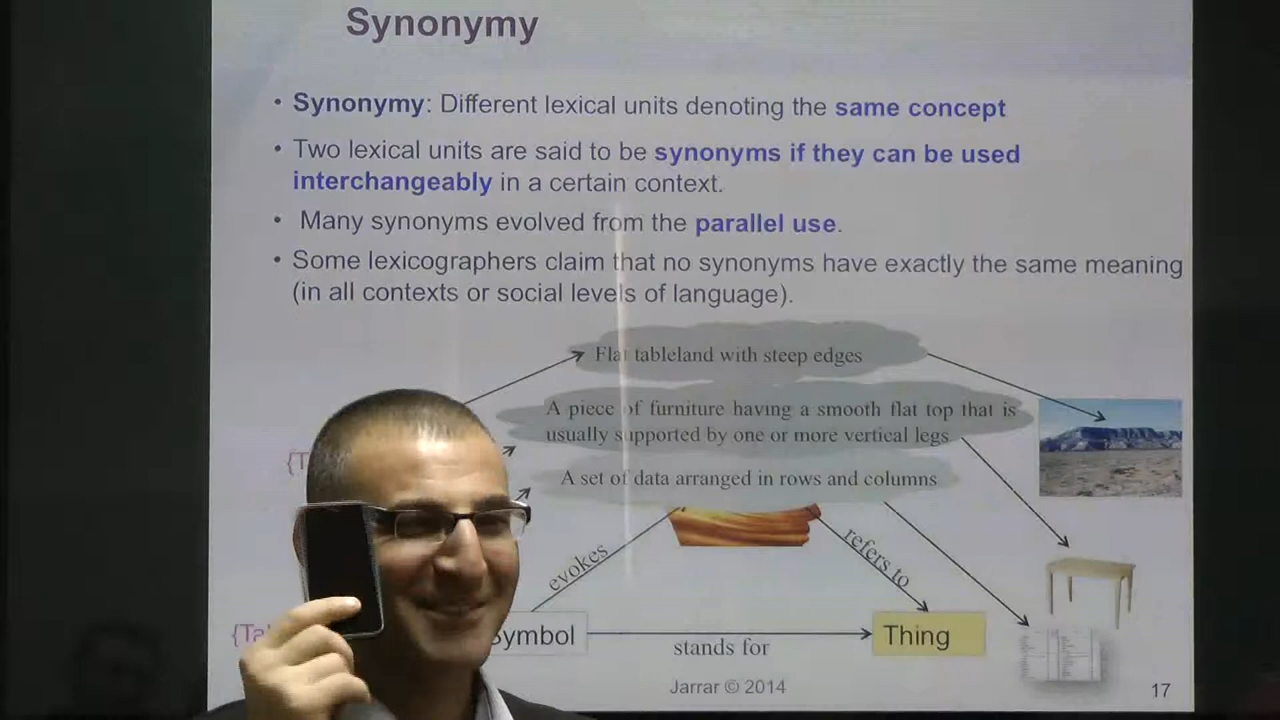 Synonymy
• Synonymy: Different lexical units denoting the same concept
• Two lexical units are said to be synonyms if they can be used
interchangeably in a certain context.
• Many synonyms evolved from the parallel use.
• Some lexicographers claim that no synonyms have exactly the same meaning
(in all contexts or social levels of language).
Flat tableland with steep edges
A piece of furniture having a smooth flat top that is
usually supported by one or more vertical legs
A set of data arranged in rows and columns
evokes
refers to
Symbol
stands for
Thing
Jarrar © 2014
17